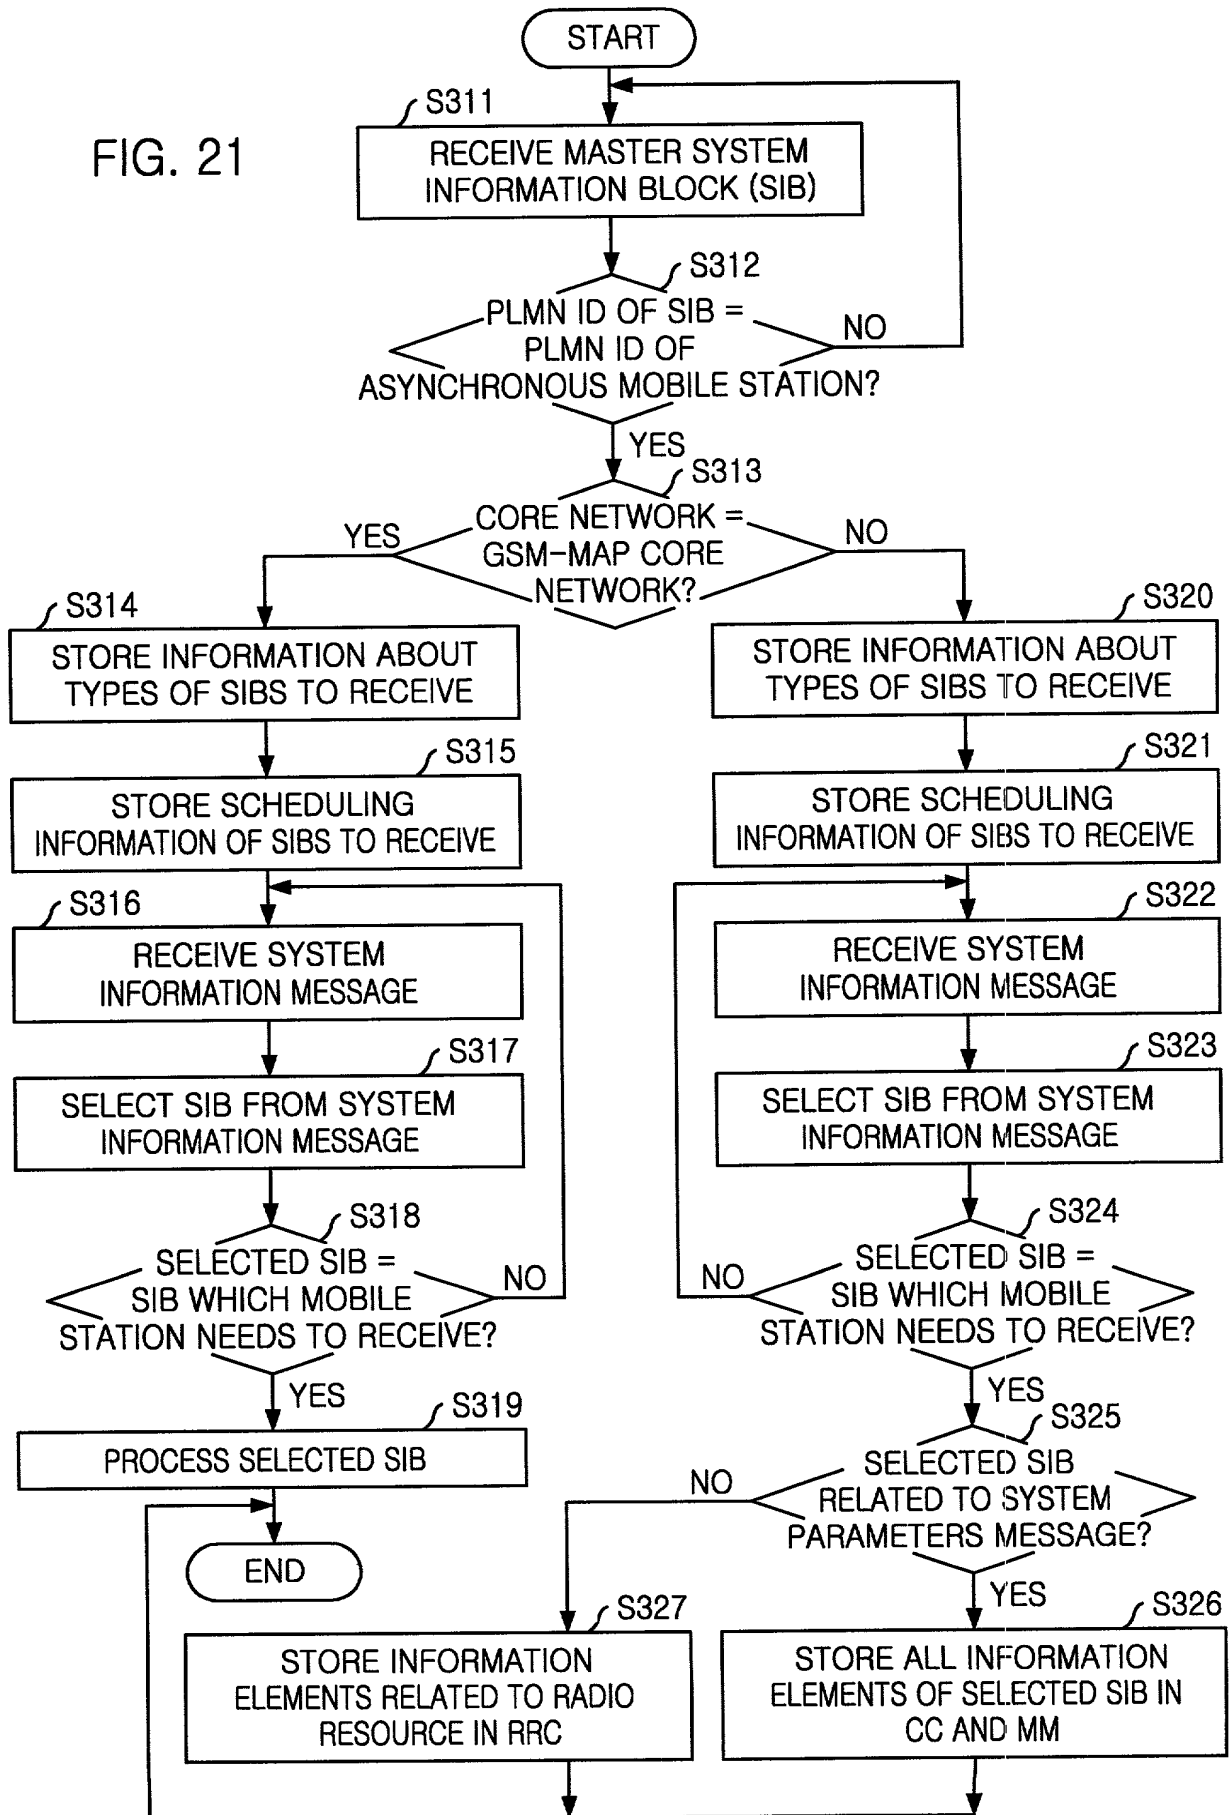 START
FIG. 21
S311
RECEIVE MASTER SYSTEM
INFORMATION BLOCK (SIB)
S312
PLMN ID OF SIB =
PLMN ID OF
ASYNCHRONOUS MOBILE STATION?
NO
YES
S313
CORE NETWORK =
GSM-MAP CORE
NETWORK?
YES
NO
S314
STORE INFORMATION ABOUT
TYPES OF SIBS TO RECEIVE
S315
STORE SCHEDULING
INFORMATION OF SIBS TO RECEIVE
S316
RECEIVE SYSTEM
INFORMATION MESSAGE
S317
SELECT SIB FROM SYSTEM
INFORMATION MESSAGE
S318
SELECTED SIB =
SIB WHICH MOBILE
STATION NEEDS TO RECEIVE?
NO
YES
S319
PROCESS SELECTED SIB
END
S320
STORE INFORMATION ABOUT
TYPES OF SIBS TO RECEIVE
S321
STORE SCHEDULING
INFORMATION OF SIBS TO RECEIVE
S322
RECEIVE SYSTEM
INFORMATION MESSAGE
S323
SELECT SIB FROM SYSTEM
INFORMATION MESSAGE
S324
SELECTED SIB =
SIB WHICH MOBILE
STATION NEEDS TO RECEIVE?
NO
YES
S325
SELECTED SIB
RELATED TO SYSTEM
PARAMETERS MESSAGE?
NO
YES
S327
STORE INFORMATION
ELEMENTS RELATED TO RADIO
RESOURCE IN RRC
S326
STORE ALL INFORMATION
ELEMENTS OF SELECTED SIB IN
CC AND MM